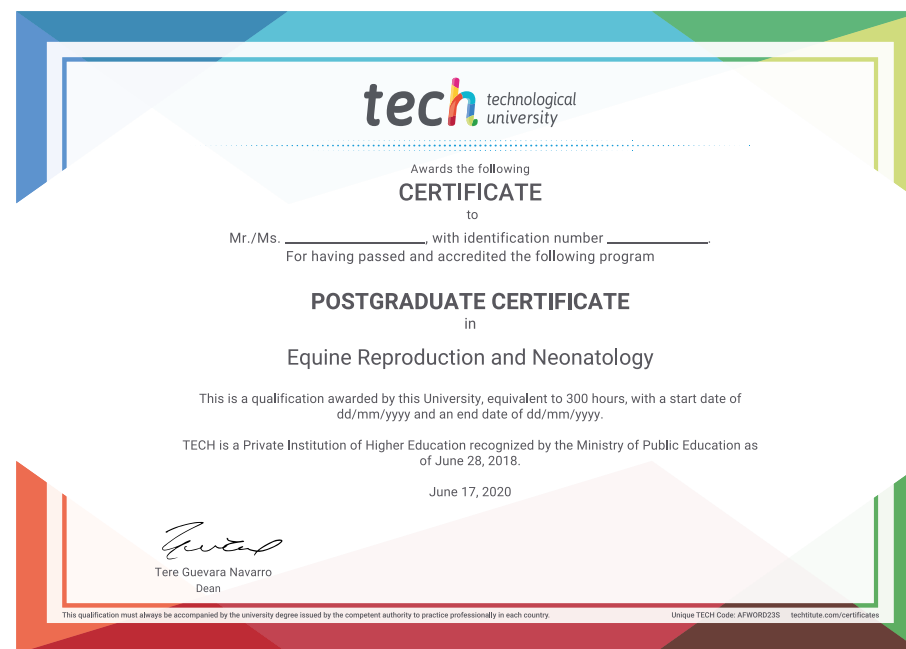 tech technological
university
Awards the following
CERTIFICATE
to
Mr./Ms. ____________________, with identification number ______________.
For having passed and accredited the following program
POSTGRADUATE CERTIFICATE
in
Equine Reproduction and Neonatology
This is a qualification awarded by this University, equivalent to 300 hours, with a start date of
dd/mm/yyyy and an end date of dd/mm/yyyy.
TECH is a Private Institution of Higher Education recognized by the Ministry of Public Education as
of June 28, 2018.
June 17, 2020
Tere Guevara Navarro
Dean
This qualification must always be accompanied by the university degree issued by the competent authority to practice professionally in each country.
Unique TECH Code: AFWORD23S techtitute.com/certificates